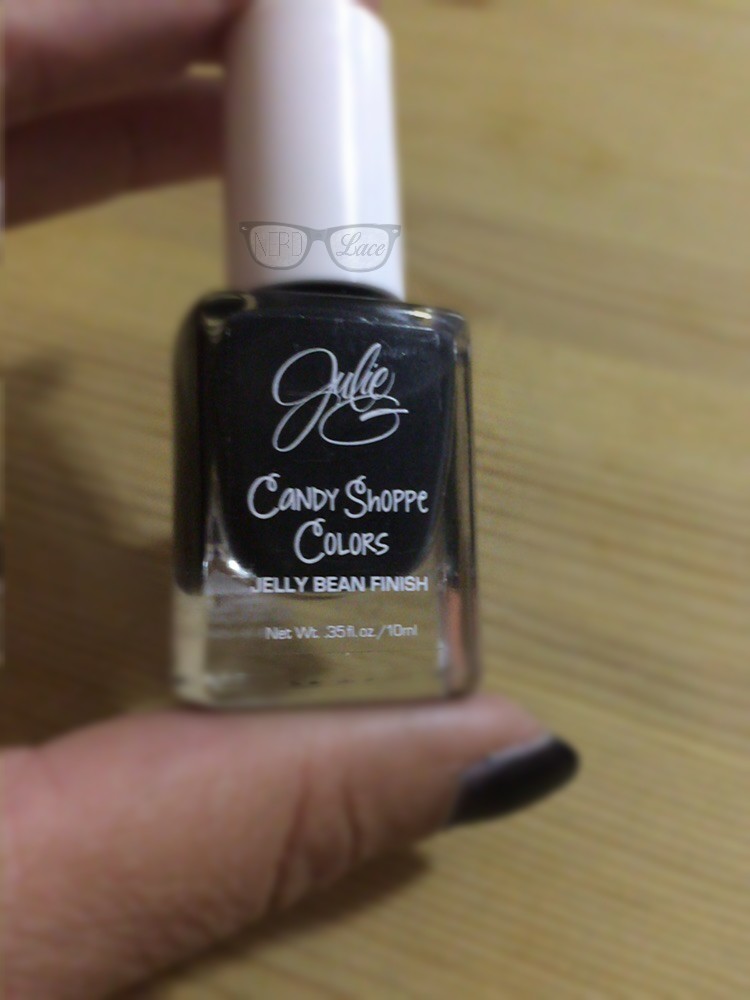 NERD Lace
Julie G
Candy Shoppe
Colors
JELLY BEAN FINISH
Net Wt. .35 fl. oz./10ml